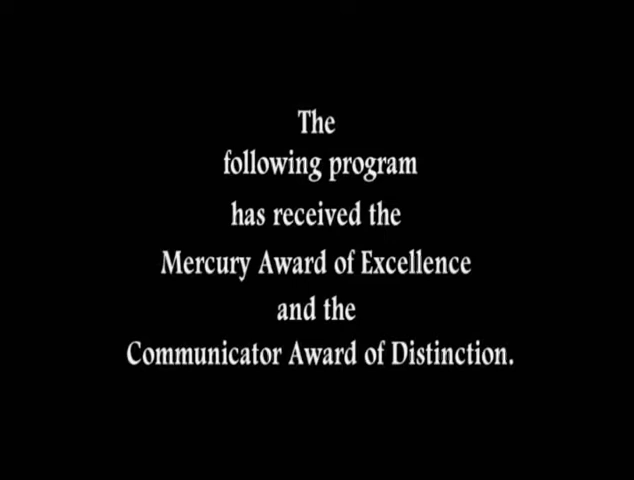 The
following program
has received the
Mercury Award of Excellence
and the
Communicator Award of Distinction.